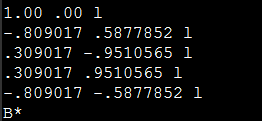 1.00 .00 l
-.809017 .5877852 l
.309017 -.9510565 l
.309017 .9510565 l
-.809017 -.5877852 l
B*